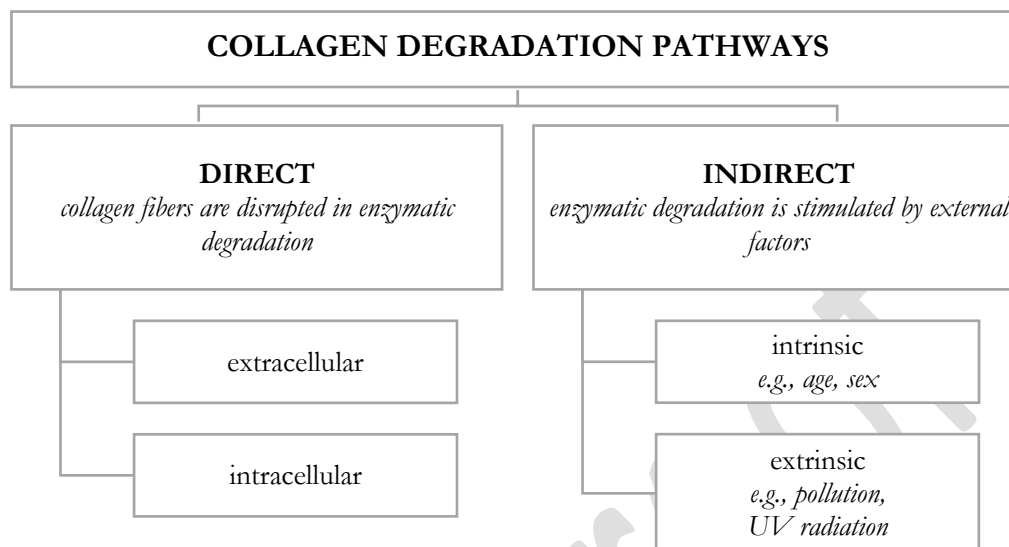 COLLAGEN DEGRADATION PATHWAYS
DIRECT
collagen fibers are disrupted in enzymatic
degradation
INDIRECT
enzymatic degradation is stimulated by external
factors
extracellular
intracellular
intrinsic
e.g., age, sex
extrinsic
e.g., pollution,
UV radiation